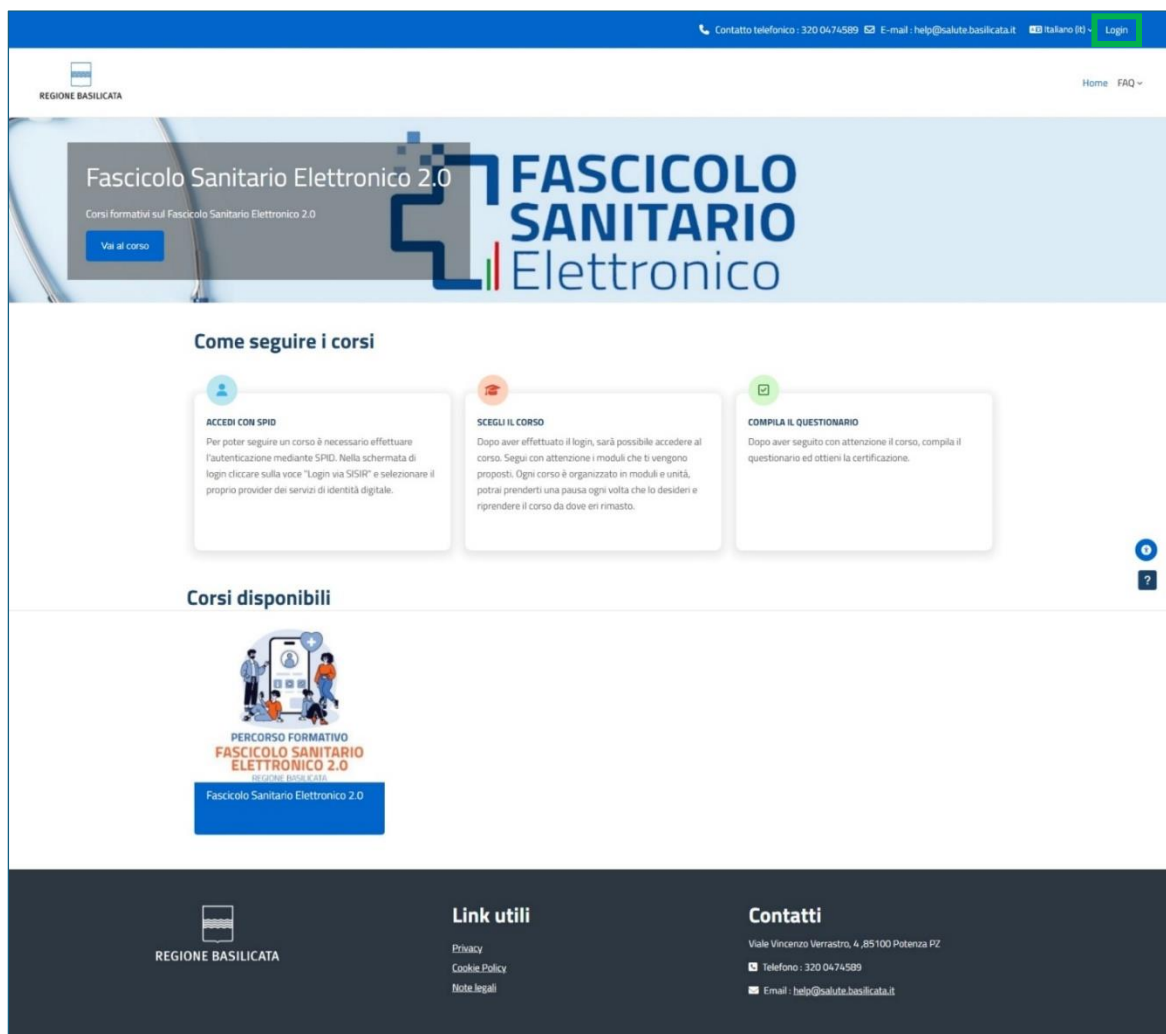 Contatto telefonico : 320 0474589 E-mail : help@salute.basilicata.it Italiano (it) Login
REGIONE BASILICATA
Home FAQ
Fascicolo Sanitario Elettronico 2.0
Corsi formativi sul Fascicolo Sanitario Elettronico 2.0
Vai al corso
FASCICOLO
SANITARIO
Elettronico
Come seguire i corsi
ACCEDI CON SPID
Per poter seguire un corso è necessario effettuare
l'autenticazione mediante SPID. Nella schermata di
login cliccare sulla voce "Login via SISIR" e selezionare il
proprio provider dei servizi di identità digitale.
SCEGLI IL CORSO
Dopo aver effettuato il login, sarà possibile accedere al
corso. Segui con attenzione i moduli che ti vengono
proposti. Ogni corso è organizzato in moduli e unità,
potrai prenderti una pausa ogni volta che lo desideri e
riprendere il corso da dove eri rimasto.
COMPILA IL QUESTIONARIO
Dopo aver seguito con attenzione il corso, compila il
questionario ed ottieni la certificazione.
?
Corsi disponibili
PERCORSO FORMATIVO
FASCICOLO SANITARIO
ELETTRONICO 2.0
REGIONE BASILICATA
Fascicolo Sanitario Elettronico 2.0
REGIONE BASILICATA
Link utili
Privacy
Cookie Policy
Note legali
Contatti
Viale Vincenzo Verrastro, 4 ,85100 Potenza PZ
Telefono : 320 0474589
Email : help@salute.basilicata.it